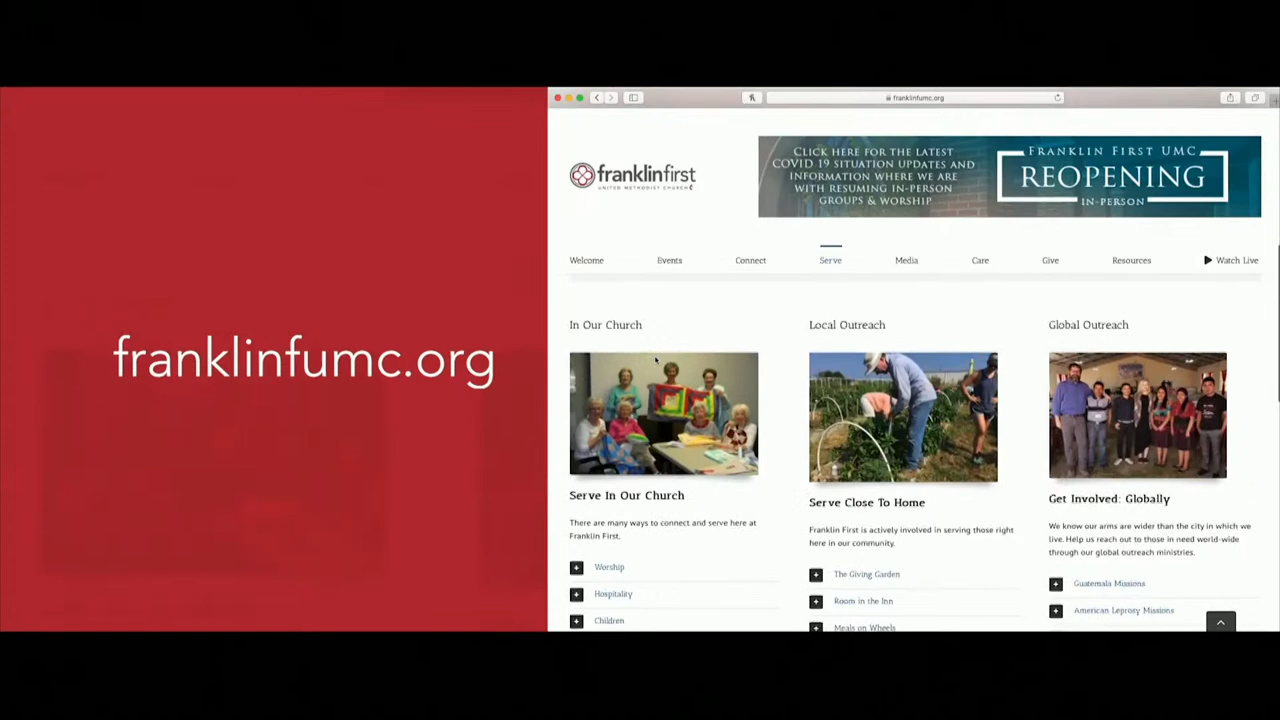 franklinfumc.org
franklinfumc.org
franklinfirst
UNITED METHODIST CHURCH
CLICK HERE FOR THE LATEST
COVID 19 SITUATION UPDATES AND
INFORMATION WHERE WE ARE
WITH RESUMING IN-PERSON
GROUPS & WORSHIP
FRANKLIN FIRST UMC
REOPENING
IN-PERSON
Welcome Events Connect Serve Media Care Give Resources Watch Live
In Our Church
Serve In Our Church
There are many ways to connect and serve here at
Franklin First.
Worship
Hospitality
Children
Local Outreach
Serve Close To Home
Franklin First is actively involved in serving those right
here in our community.
The Giving Garden
Room in the Inn
Meals on Wheels
Global Outreach
Get Involved: Globally
We know our arms are wider than the city in which we
live. Help us reach out to those in need world-wide
through our global outreach ministries.
Guatemala Missions
American Leprosy Missions